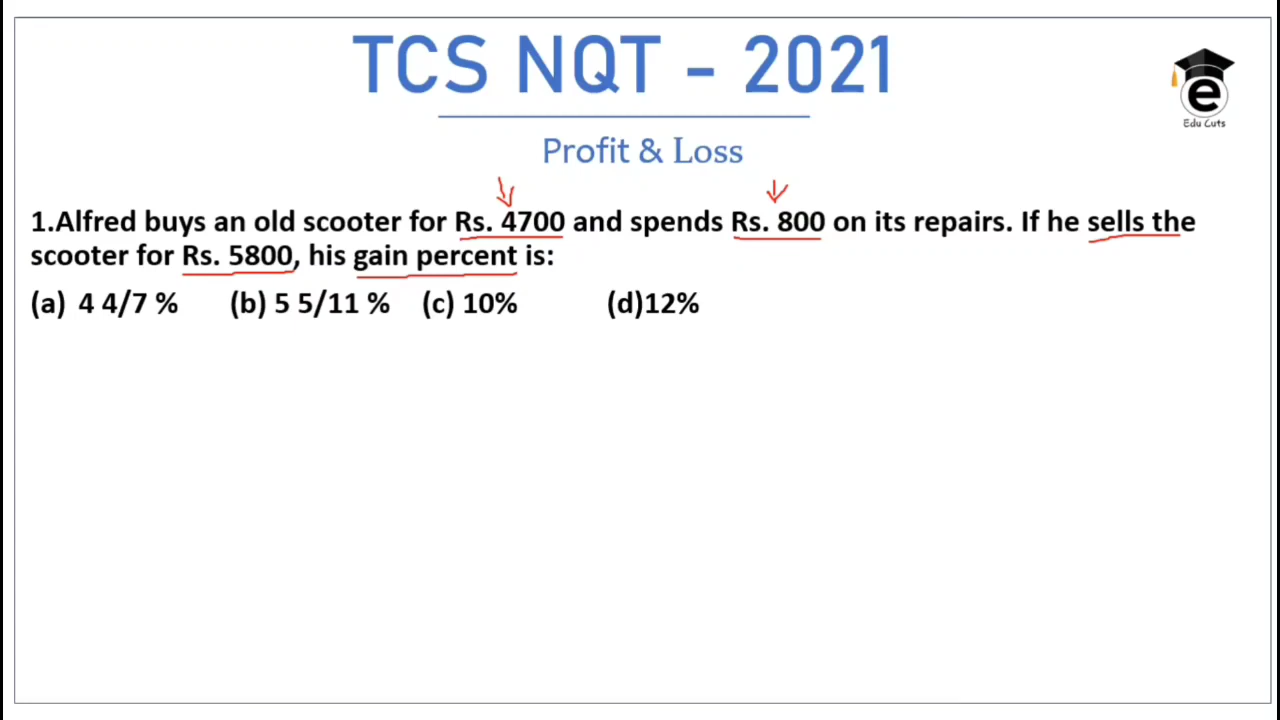 TCS NQT - 2021
e
Edu Cuts
Profit & Loss
1.Alfred buys an old scooter for Rs. 4700 and spends Rs. 800 on its repairs. If he sells the
scooter for Rs. 5800, his gain percent is:
(a) 4 4/7 % (b) 5 5/11 % (c) 10% (d)12%